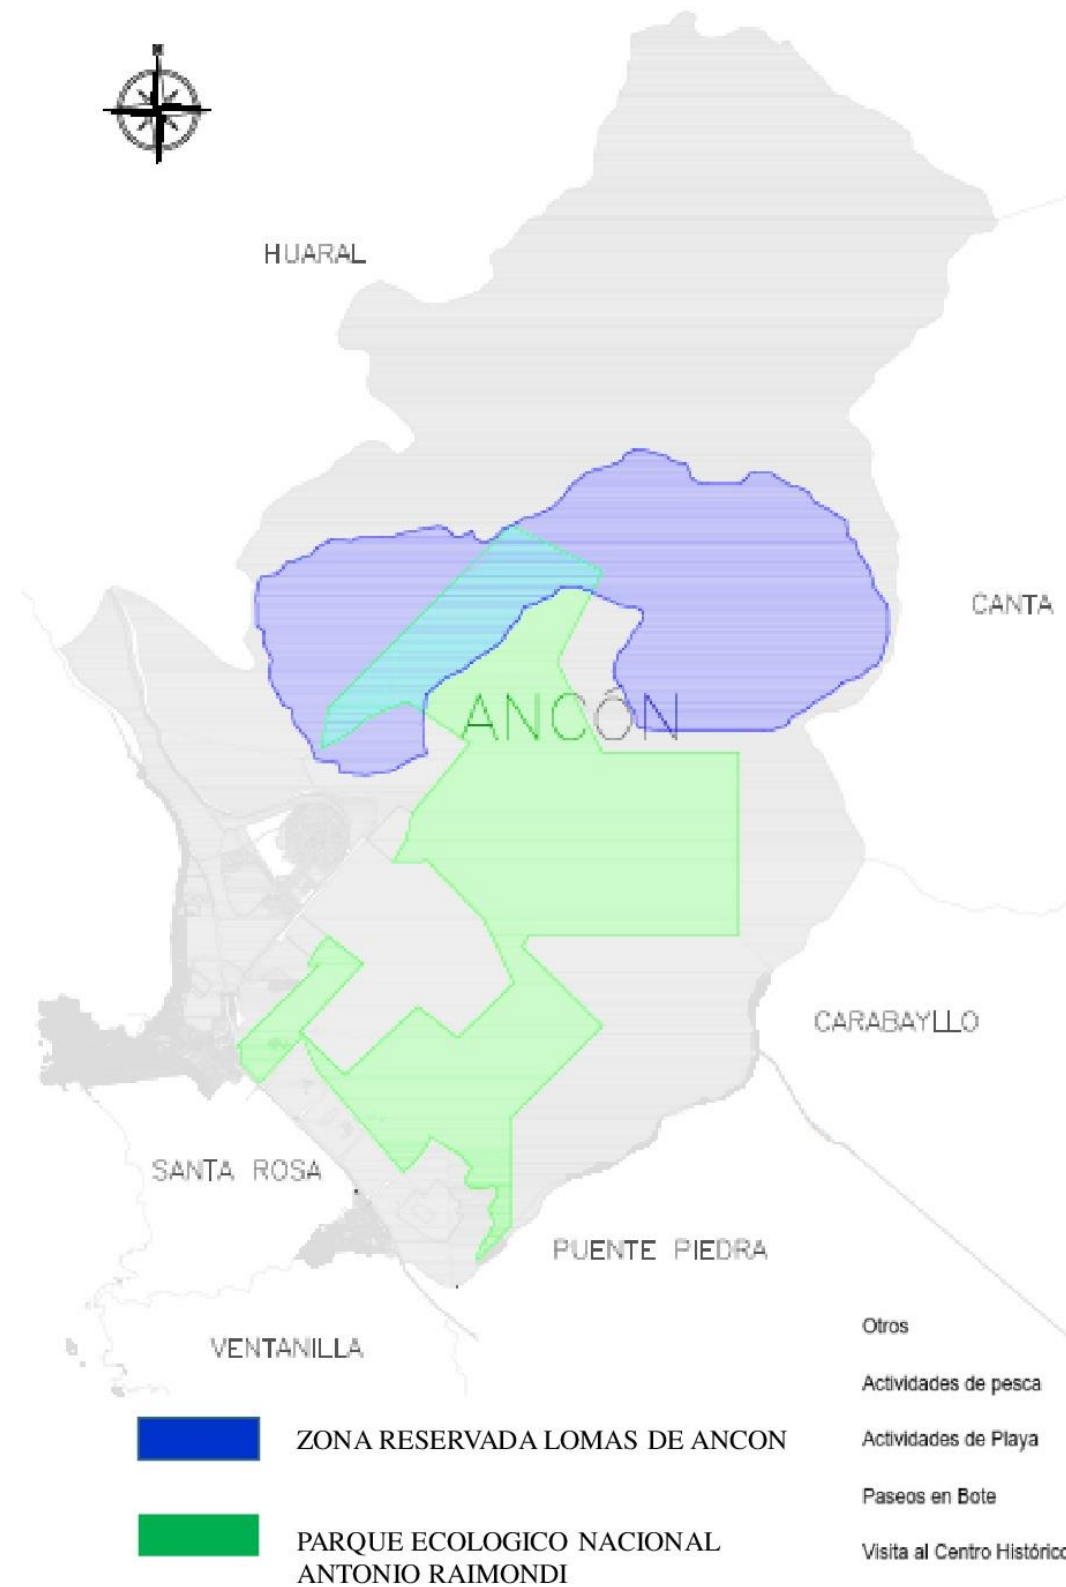 N
HUARAL
CANTA
ANCÓN
CARABAYLLO
SANTA ROSA
PUENTE PIEDRA
VENTANILLA
ZONA RESERVADA LOMAS DE ANCON
PARQUE ECOLOGICO NACIONAL
ANTONIO RAIMONDI
Otros
Actividades de pesca
Actividades de Playa
Paseos en Bote
Visita al Centro Histórico